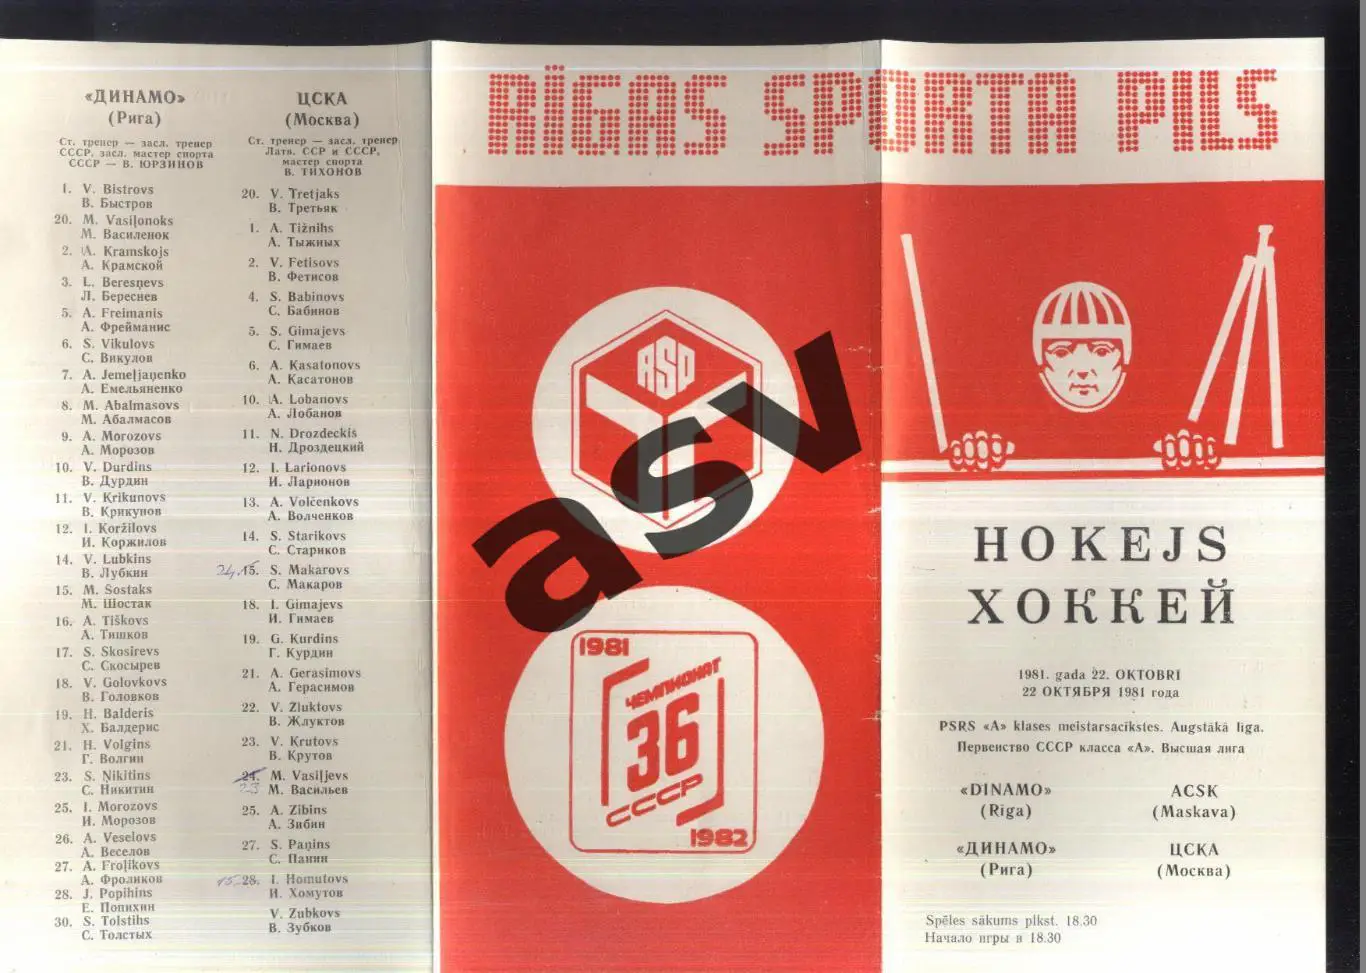 «ДИНАМО»
(Рига)
Ст. тренер — засл. тренер
СССР, засл. мастер спорта
СССР — В. ЮРЗИНОВ
1. V. Bistrovs
В. Быстров
20. M. Vasiļonoks
М. Василенок
2. A. Kramskojs
А. Крамской
3. L. Beresņevs
Л. Береснев
5. A. Freimanis
А. Фрейманис
6. S. Vikulovs
С. Викулов
7. A. Jemeļjaņenko
А. Емельяненко
8. M. Abalmasovs
М. Абалмасов
9. A. Morozovs
А. Морозов
10. V. Durdins
В. Дурдин
11. V. Krikunovs
В. Крикунов
12. I. Koržilovs
И. Коржилов
14. V. Lubkins
В. Лубкин
15. M. Šostaks
М. Шостак
16. A. Tiškovs
А. Тишков
17. S. Skosirevs
С. Скосырев
18. V. Golovkovs
В. Головков
19. H. Balderis
Х. Балдерис
21. H. Volgins
Г. Волгин
23. S. Ņikitins
С. Никитин
25. I. Morozovs
И. Морозов
26. A. Veselovs
А. Веселов
27. A. Froļikovs
А. Фроликов
28. J. Popihins
Е. Попихин
30. S. Tolstihs
С. Толстых
ЦСКА
(Москва)
Ст. тренер — засл. тренер
Латв. ССР и СССР,
мастер спорта
В. ТИХОНОВ
20. V. Tretjaks
В. Третьяк
1. A. Tižnihs
А. Тыжных
2. V. Fetisovs
В. Фетисов
4. S. Babinovs
С. Бабинов
5. S. Gimajevs
С. Гимаев
6. A. Kasatonovs
А. Касатонов
10. A. Lobanovs
А. Лобанов
11. N. Drozdeckis
Н. Дроздецкий
12. I. Larionovs
И. Ларионов
13. A. Volčenkovs
А. Волченков
14. S. Starikovs
С. Стариков
24. 15. S. Makarovs
С. Макаров
18. I. Gimajevs
И. Гимаев
19. G. Kurdins
Г. Курдин
21. A. Gerasimovs
А. Герасимов
22. V. Žluktovs
В. Жлуктов
23. V. Krutovs
В. Крутов
24. M. Vasiļjevs
23 М. Васильев
25. A. Zibins
А. Зибин
27. S. Paņins
С. Панин
15 28. I. Homutovs
И. Хомутов
V. Zubkovs
В. Зубков
RĪGAS SPORTA PILS
RSP
asv
1981
ЧЕМПИОНАТ
36
СССР
1982
HOKEJS
ХОККЕЙ
1981. gada 22. OKTOBRĪ
22 ОКТЯБРЯ 1981 года
PSRS «A» klases meistarsacīkstes. Augstākā līga.
Первенство СССР класса «А». Высшая лига
«DINAMO» ACSK
(Rīga) (Maskava)
«ДИНАМО» ЦСКА
(Рига) (Москва)
Spēles sākums plkst. 18.30
Начало игры в 18.30